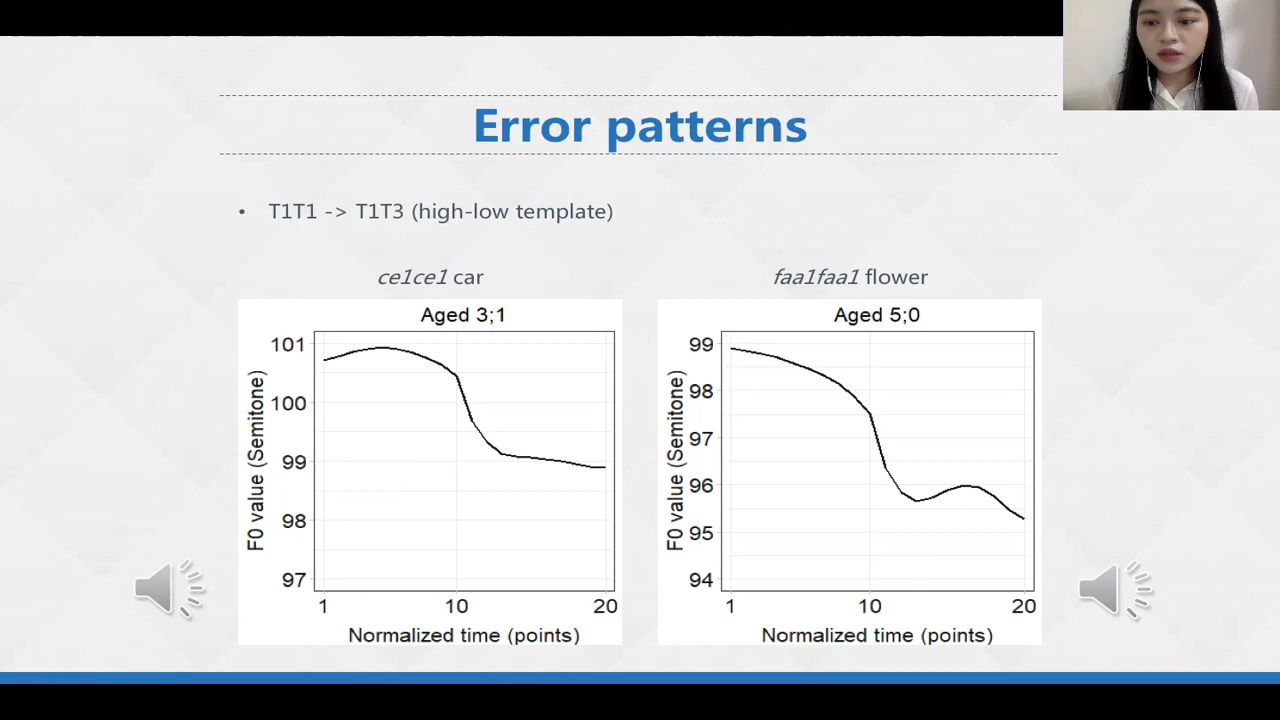 Error patterns
• T1T1 -> T1T3 (high-low template)
ce1ce1 car
Aged 3;1
F0 value (Semitone)
101
100
99
98
97
1 10 20
Normalized time (points)
faa1faa1 flower
Aged 5;0
F0 value (Semitone)
99
98
97
96
95
94
1 10 20
Normalized time (points)